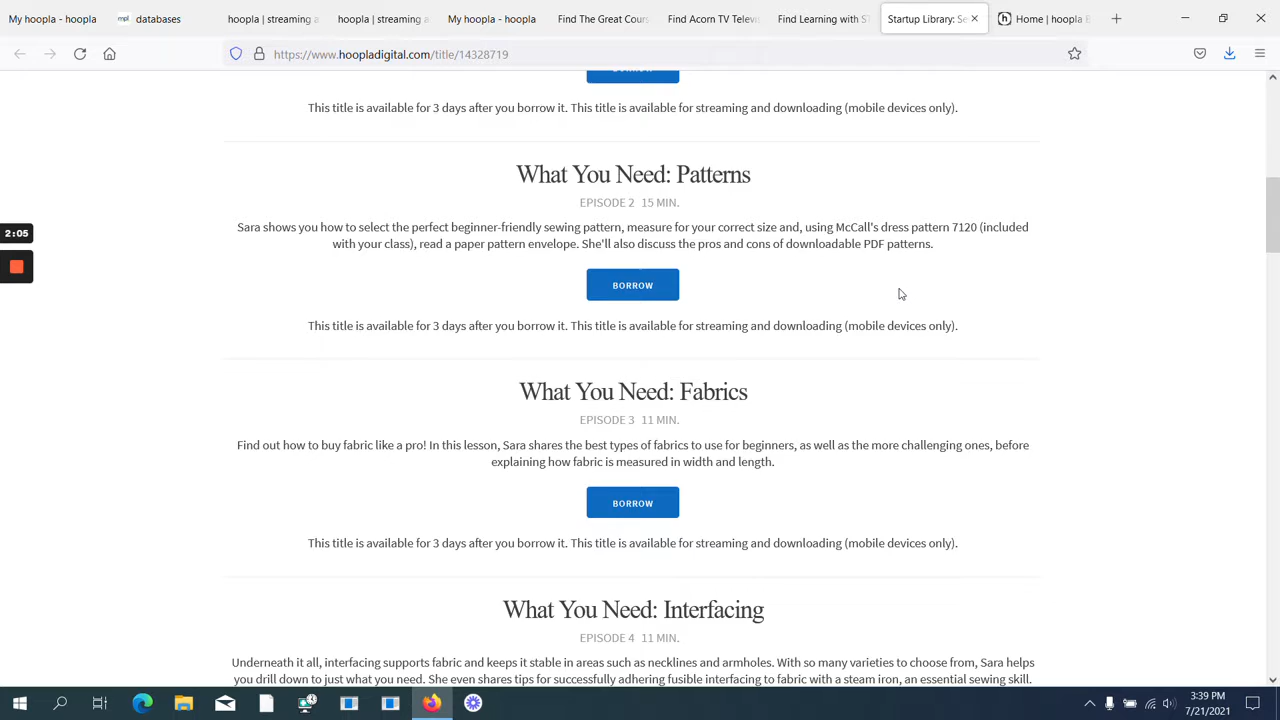 My hoopla - hoopla
mpl databases
hoopla | streaming a
hoopla | streaming a
My hoopla - hoopla
Find The Great Cours
Find Acorn TV Televi
Find Learning with ST
Startup Library: Se
Home | hoopla
https://www.hoopladigital.com/title/14328719
This title is available for 3 days after you borrow it. This title is available for streaming and downloading (mobile devices only).
What You Need: Patterns
EPISODE 2 15 MIN.
Sara shows you how to select the perfect beginner-friendly sewing pattern, measure for your correct size and, using McCall's dress pattern 7120 (included
with your class), read a paper pattern envelope. She'll also discuss the pros and cons of downloadable PDF patterns.
BORROW
This title is available for 3 days after you borrow it. This title is available for streaming and downloading (mobile devices only).
What You Need: Fabrics
EPISODE 3 11 MIN.
Find out how to buy fabric like a pro! In this lesson, Sara shares the best types of fabrics to use for beginners, as well as the more challenging ones, before
explaining how fabric is measured in width and length.
BORROW
This title is available for 3 days after you borrow it. This title is available for streaming and downloading (mobile devices only).
What You Need: Interfacing
EPISODE 4 11 MIN.
Underneath it all, interfacing supports fabric and keeps it stable in areas such as necklines and armholes. With so many varieties to choose from, Sara helps
you drill down to just what you need. She even shares tips for successfully adhering fusible interfacing to fabric with a steam iron, an essential sewing skill.
2:05
3:39 PM
7/21/2021